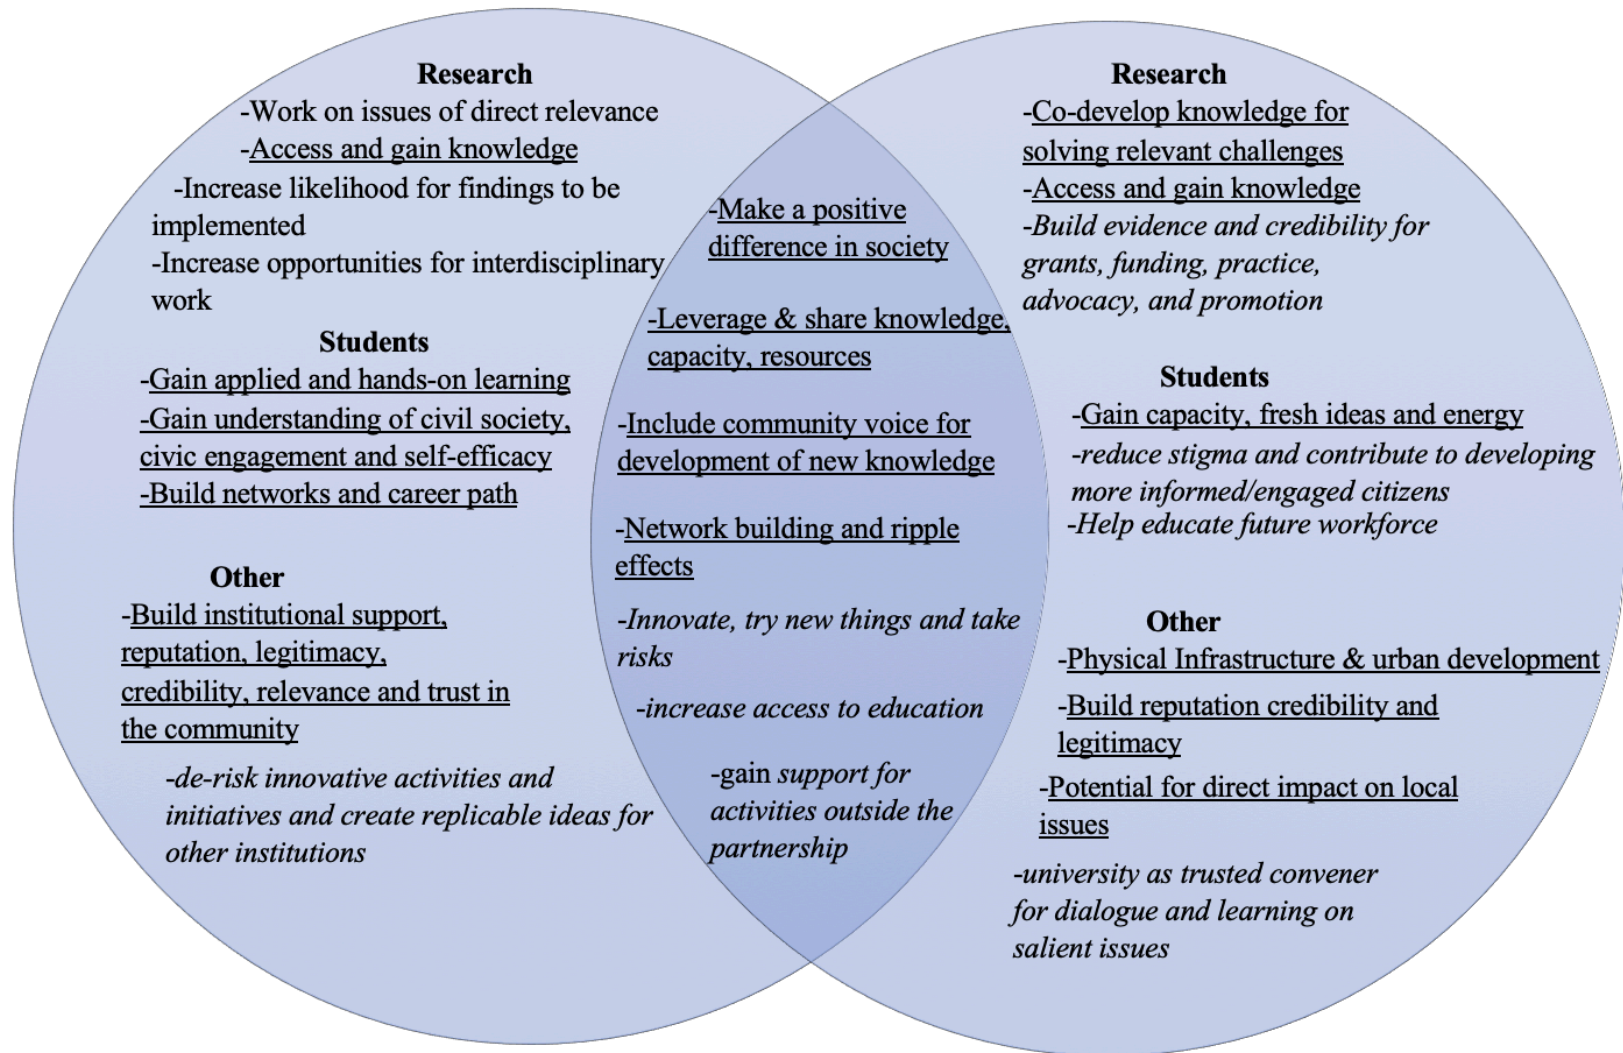 Research
-Work on issues of direct relevance
-Access and gain knowledge
-Increase likelihood for findings to be
implemented
-Increase opportunities for interdisciplinary
work
Students
-Gain applied and hands-on learning
-Gain understanding of civil society,
civic engagement and self-efficacy
-Build networks and career path
Other
-Build institutional support,
reputation, legitimacy,
credibility, relevance and trust in
the community
-de-risk innovative activities and
initiatives and create replicable ideas for
other institutions
-Make a positive
difference in society
-Leverage & share knowledge,
capacity, resources
-Include community voice for
development of new knowledge
-Network building and ripple
effects
-Innovate, try new things and take
risks
-increase access to education
-gain support for
activities outside the
partnership
Research
-Co-develop knowledge for
solving relevant challenges
-Access and gain knowledge
-Build evidence and credibility for
grants, funding, practice,
advocacy, and promotion
Students
-Gain capacity, fresh ideas and energy
-reduce stigma and contribute to developing
more informed/engaged citizens
-Help educate future workforce
Other
-Physical Infrastructure & urban development
-Build reputation credibility and
legitimacy
-Potential for direct impact on local
issues
-university as trusted convener
for dialogue and learning on
salient issues